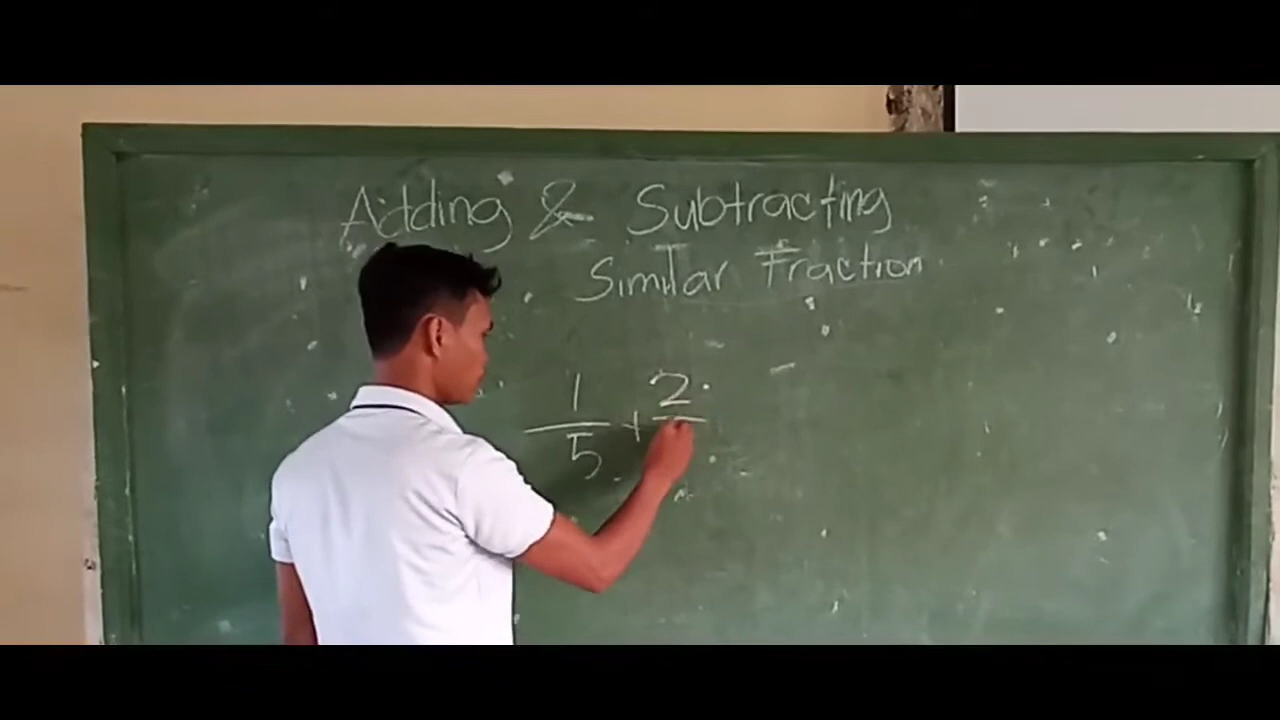 Adding & Subtracting
Similar Fraction
1/5 + 2/